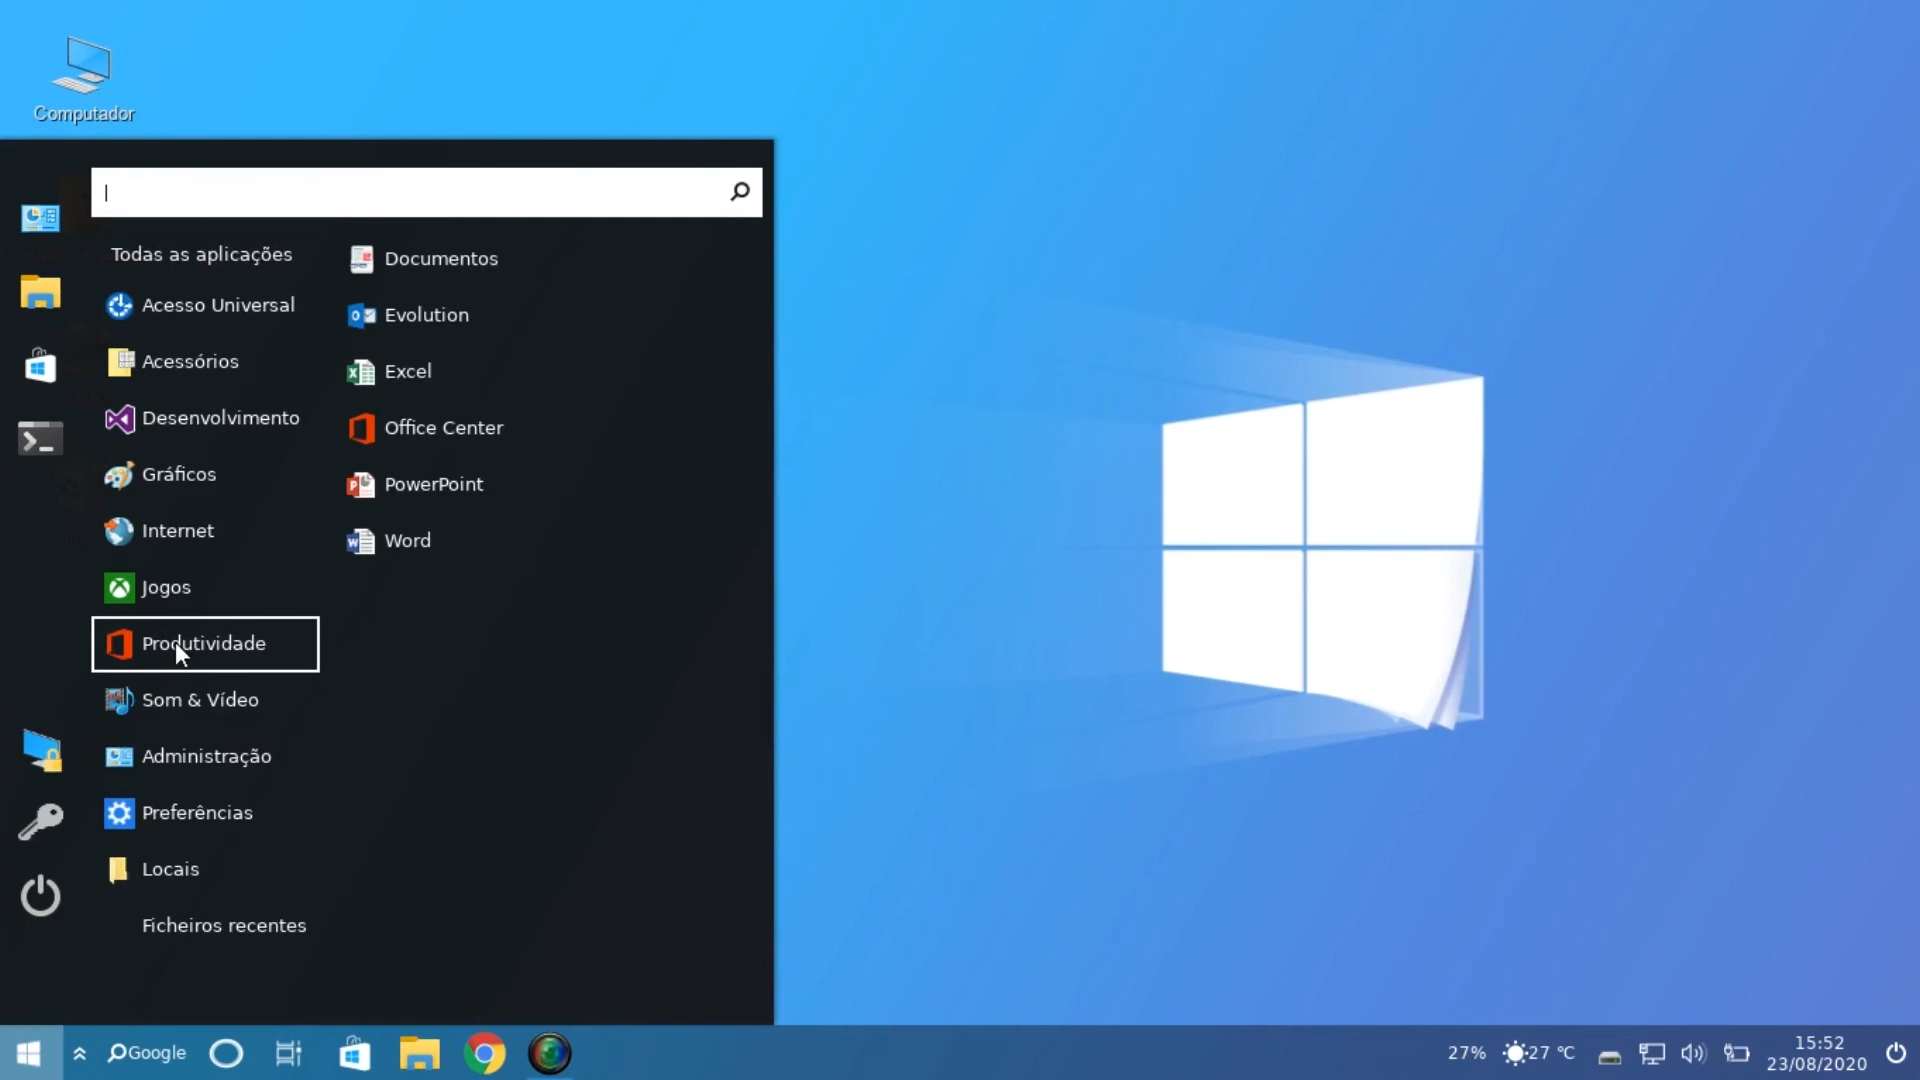 Computador
Todas as aplicações
Acesso Universal
Acessórios
Desenvolvimento
Gráficos
Internet
Jogos
Produtividade
Som & Vídeo
Administração
Preferências
Locais
Ficheiros recentes
Documentos
Evolution
Excel
Office Center
PowerPoint
Word
Google
27%
27 ℃
15:52
23/08/2020